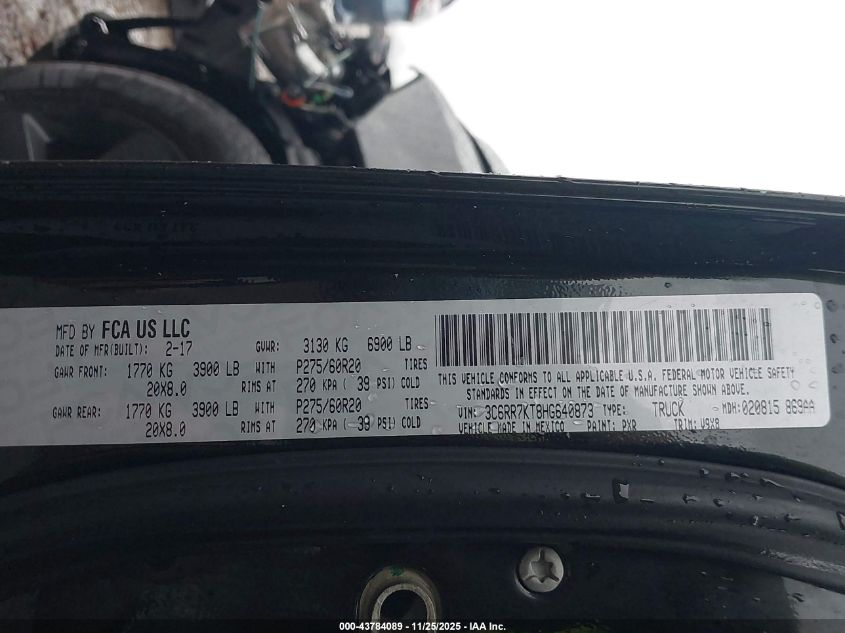 MFD BY FCA US LLC
DATE OF MFR(BUILT): 2-17 GVWR: 3130 KG 6900 LB
GAWR FRONT: 1770 KG 3900 LB WITH P275/60R20 TIRES
20X8.0 RIMS AT 270 KPA ( 39 PSI) COLD
GAWR REAR: 1770 KG 3900 LB WITH P275/60R20 TIRES
20X8.0 RIMS AT 270 KPA ( 39 PSI) COLD
THIS VEHICLE CONFORMS TO ALL APPLICABLE U.S.A. FEDERAL MOTOR VEHICLE SAFETY
STANDARDS IN EFFECT ON THE DATE OF MANUFACTURE SHOWN ABOVE.
VIN: 3C6RR7KT8HG640873 TYPE: TRUCK MDH: 020815 869AA
VEHICLE MADE IN MEXICO PAINT: PXR TRIM: V9X8
000-43784089 - 11/25/2025 - IAA Inc.